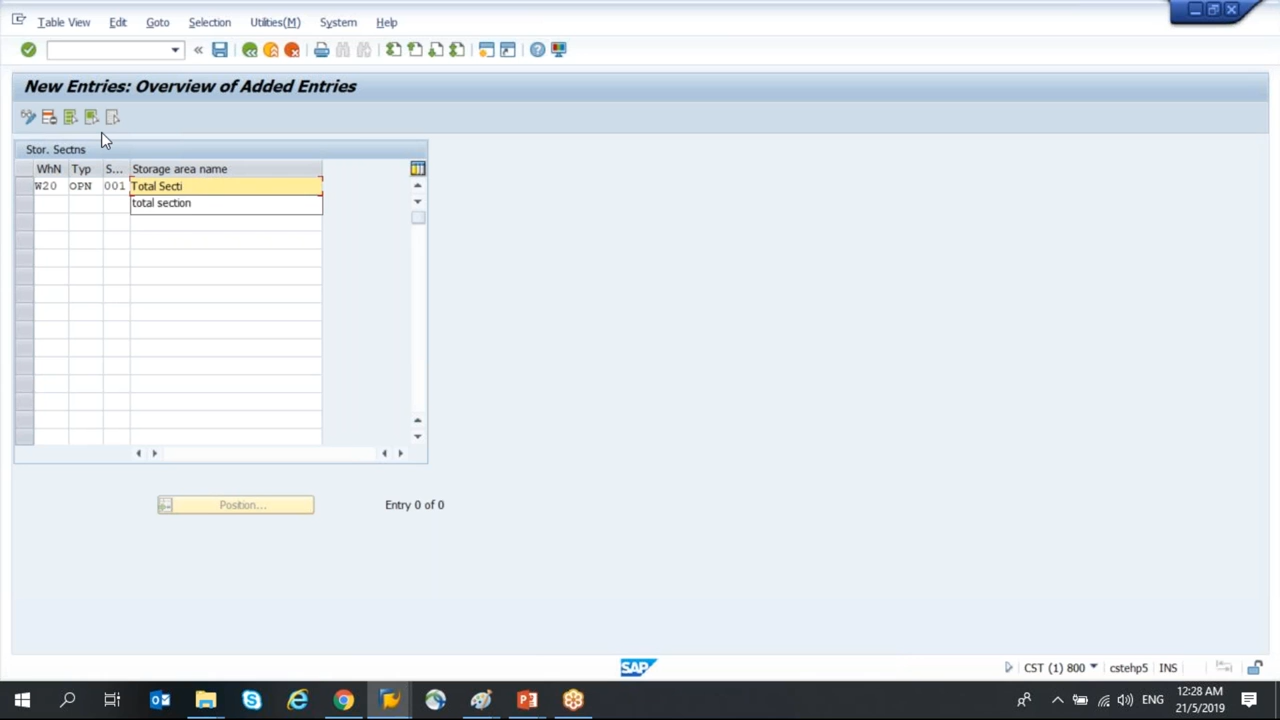 Table View Edit Goto Selection Utilities(M) System Help
New Entries: Overview of Added Entries
Stor. Sectns
WhN Typ S... Storage area name
W20 OPN 001 Total Secti
total section
Position... Entry 0 of 0
SAP CST (1) 800 cstehp5 INS
ENG 12:28 AM
21/5/2019